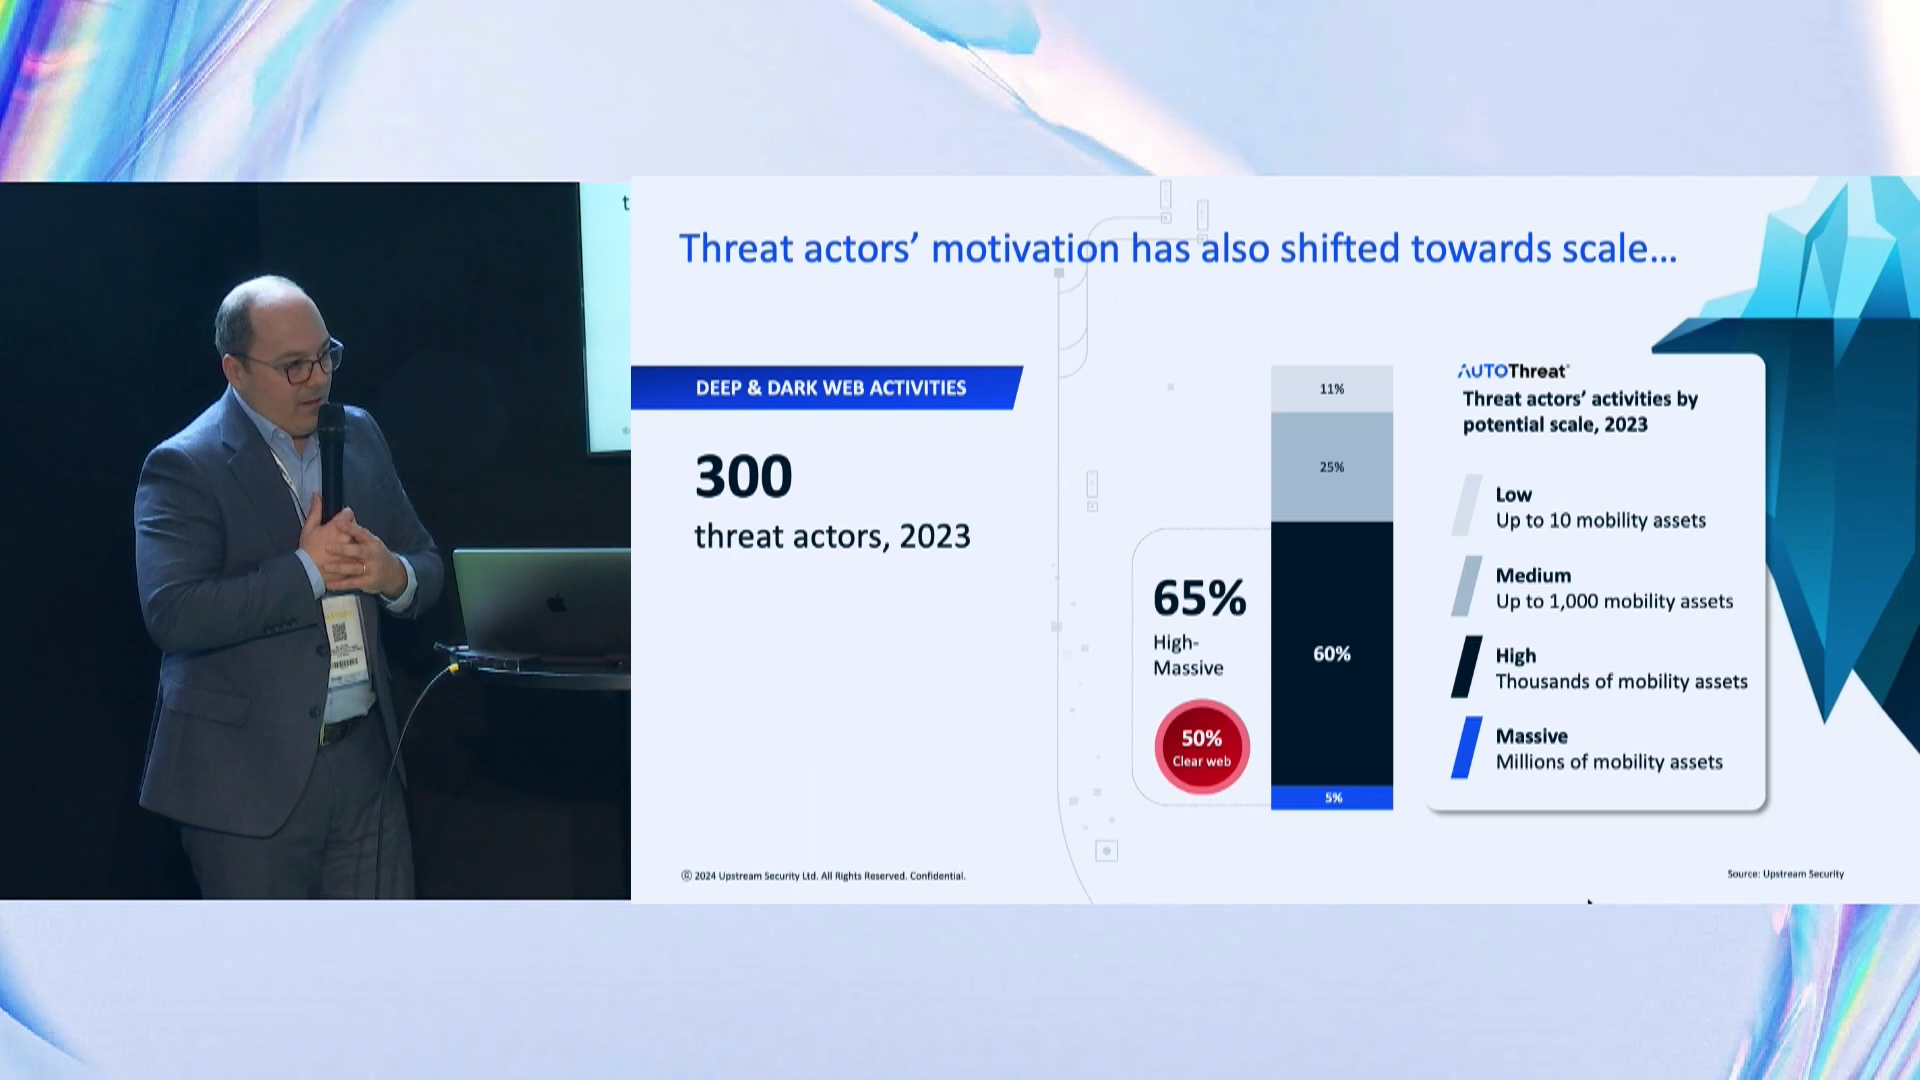 t
Threat actors’ motivation has also shifted towards scale...
DEEP & DARK WEB ACTIVITIES
300
threat actors, 2023
65%
High-
Massive
50%
Clear web
11%
25%
60%
5%
AUTOThreat®
Threat actors’ activities by
potential scale, 2023
Low
Up to 10 mobility assets
Medium
Up to 1,000 mobility assets
High
Thousands of mobility assets
Massive
Millions of mobility assets
© 2024 Upstream Security Ltd. All Rights Reserved. Confidential.
Source: Upstream Security